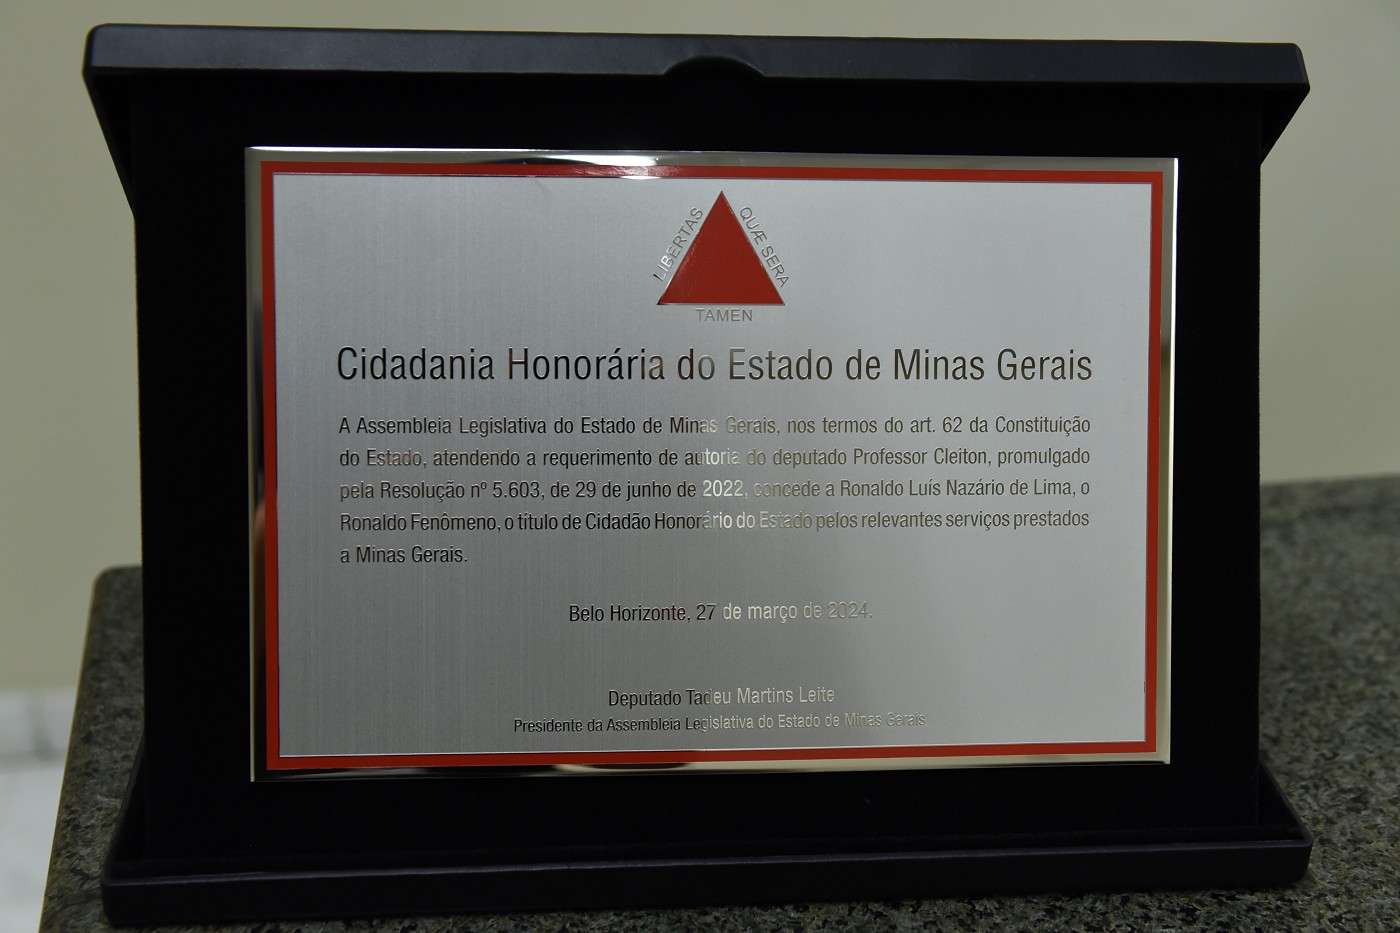 LIBERTAS
QUÆ SERA
TAMEN
Cidadania Honorária do Estado de Minas Gerais
A Assembleia Legislativa do Estado de Minas Gerais, nos termos do art. 62 da Constituição
do Estado, atendendo a requerimento de autoria do deputado Professor Cleiton, promulgado
pela Resolução nº 5.603, de 29 de junho de 2022, concede a Ronaldo Luís Nazário de Lima, o
Ronaldo Fenômeno, o título de Cidadão Honorário do Estado pelos relevantes serviços prestados
a Minas Gerais.
Belo Horizonte, 27 de março de 2024.
Deputado Tadeu Martins Leite
Presidente da Assembleia Legislativa do Estado de Minas Gerais